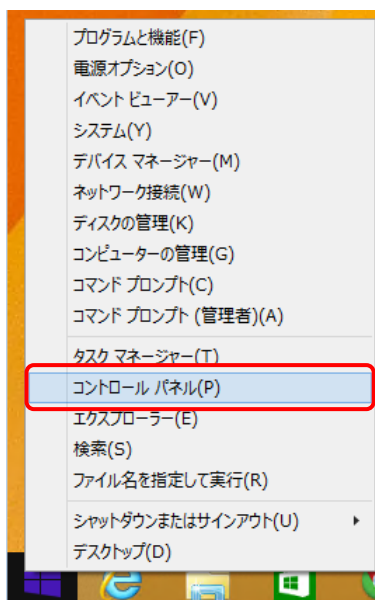 プログラムと機能(F)
電源オプション(O)
イベント ビューアー(V)
システム(Y)
デバイス マネージャー(M)
ネットワーク接続(W)
ディスクの管理(K)
コンピューターの管理(G)
コマンド プロンプト(C)
コマンド プロンプト (管理者)(A)
タスク マネージャー(T)
コントロール パネル(P)
エクスプローラー(E)
検索(S)
ファイル名を指定して実行(R)
シャットダウンまたはサインアウト(U)
デスクトップ(D)